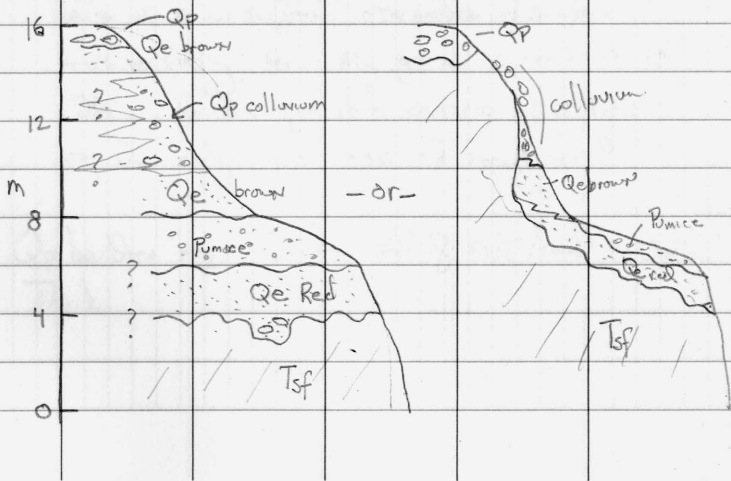 16
Qp
Qe brown
Qp colluvium
?
12
?
?
m
Qe brown
8
Pumice
?
Qe Red
4
?
Tsf
0
-or-
Qp
colluvium
Qe brown
Pumice
Qe Red
Tsf